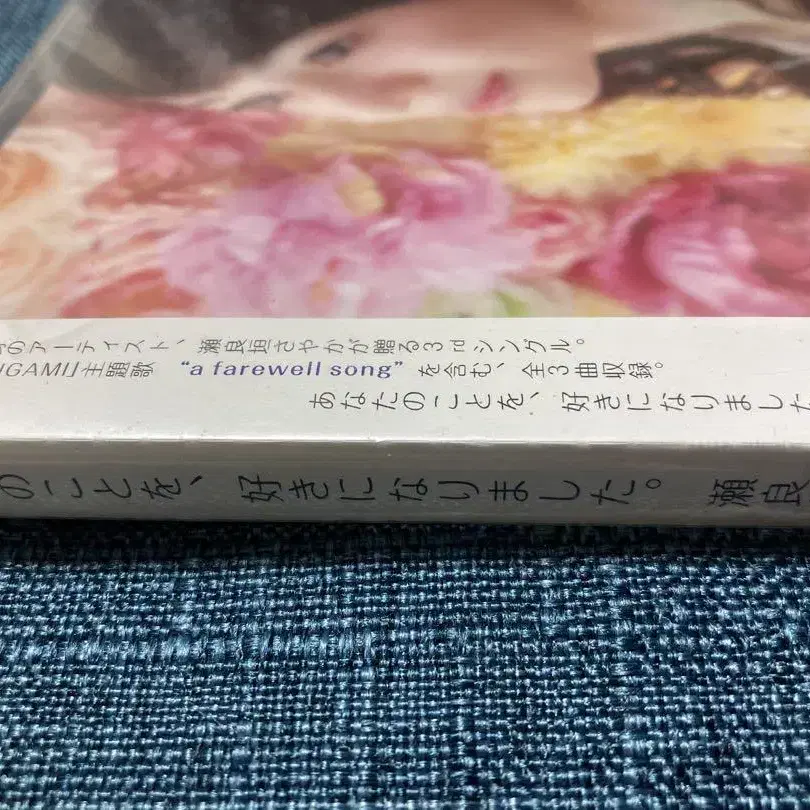 のアーティスト、瀬良垣さやかが贈る3rdシングル。
UGAMI』主題歌 “a farewell song” を含む、全3曲収録。
あなたのことを、好きになりました
のことを、好きになりました。 瀬良